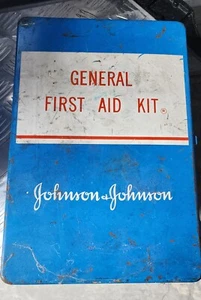 GENERAL
FIRST AID KIT®
Johnson & Johnson